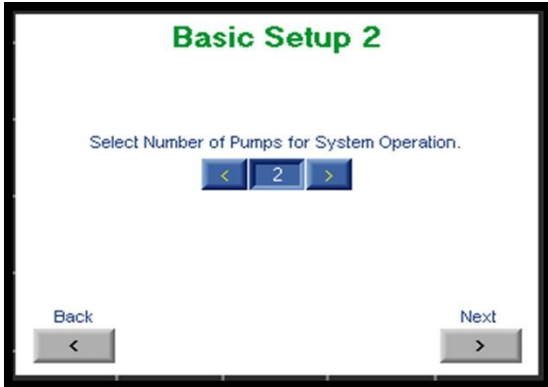 Basic Setup 2
Select Number of Pumps for System Operation.
< 2 >
Back Next
< >